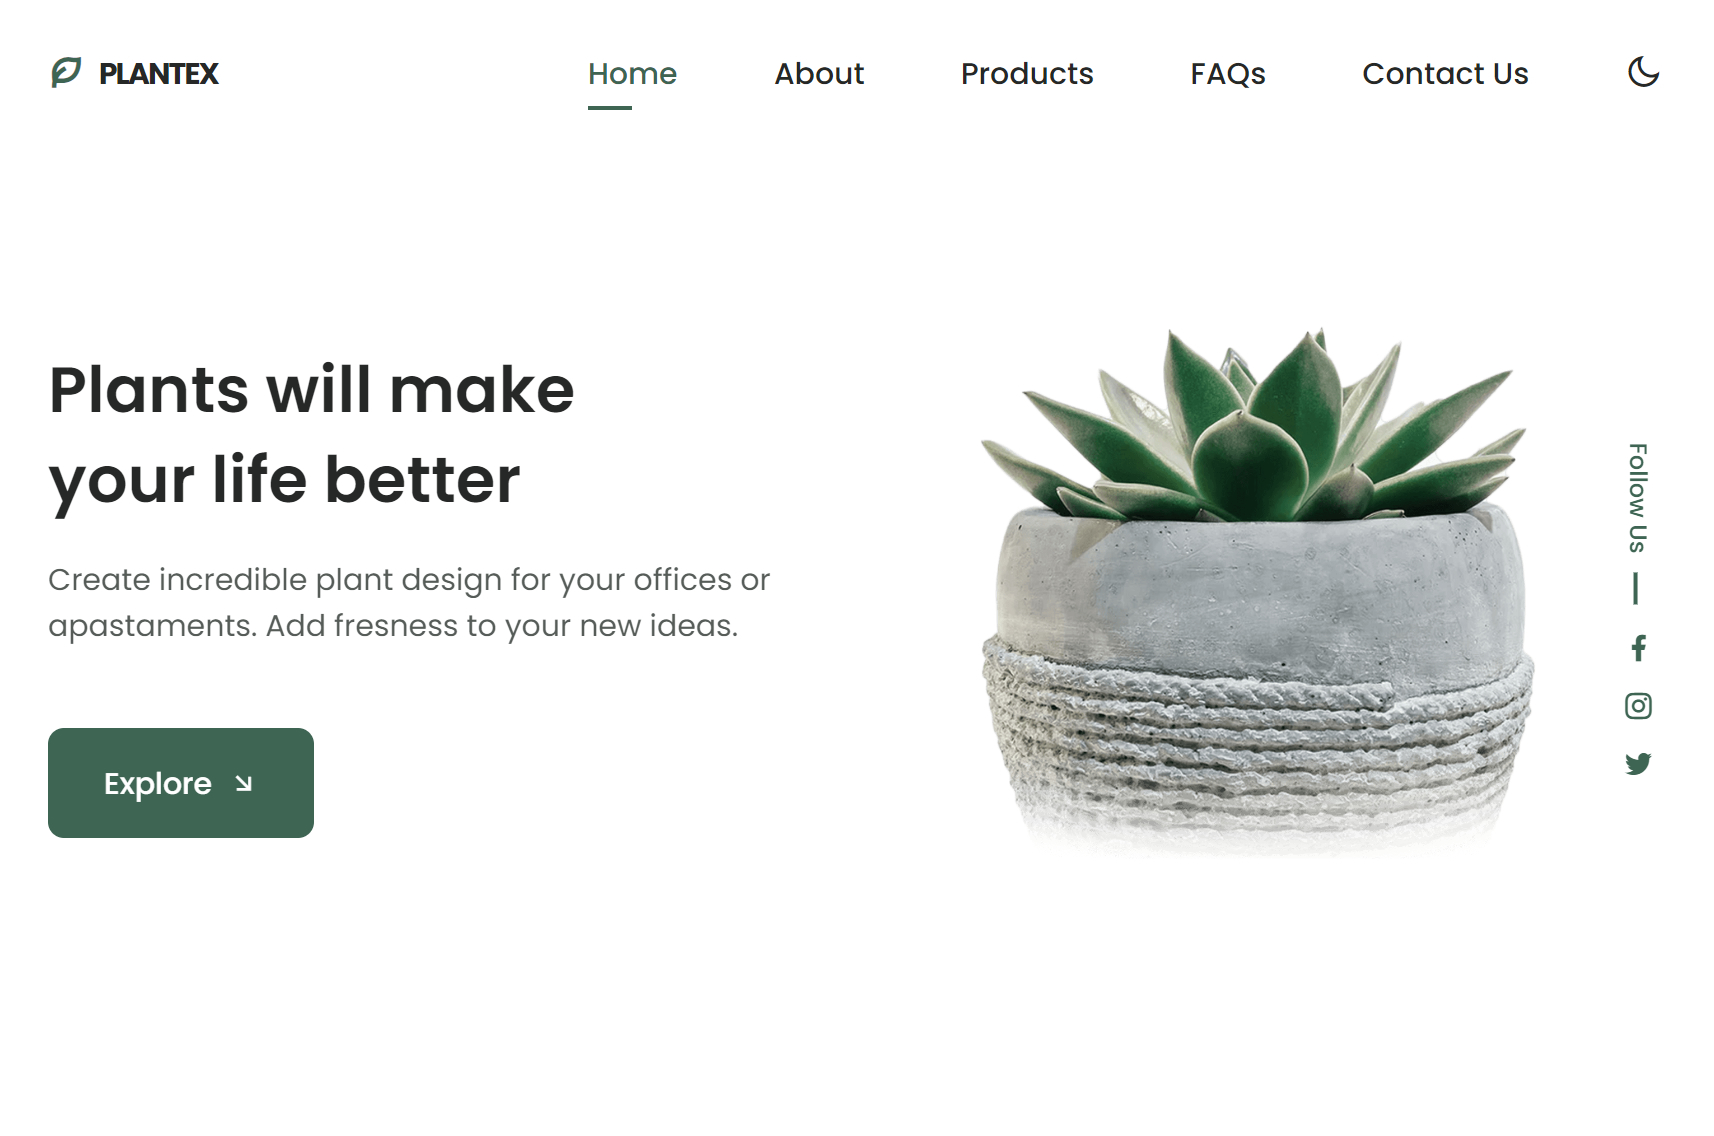 PLANTEX
Home
About
Products
FAQs
Contact Us
Plants will make
your life better
Create incredible plant design for your offices or
apastaments. Add fresness to your new ideas.
Explore
Follow Us